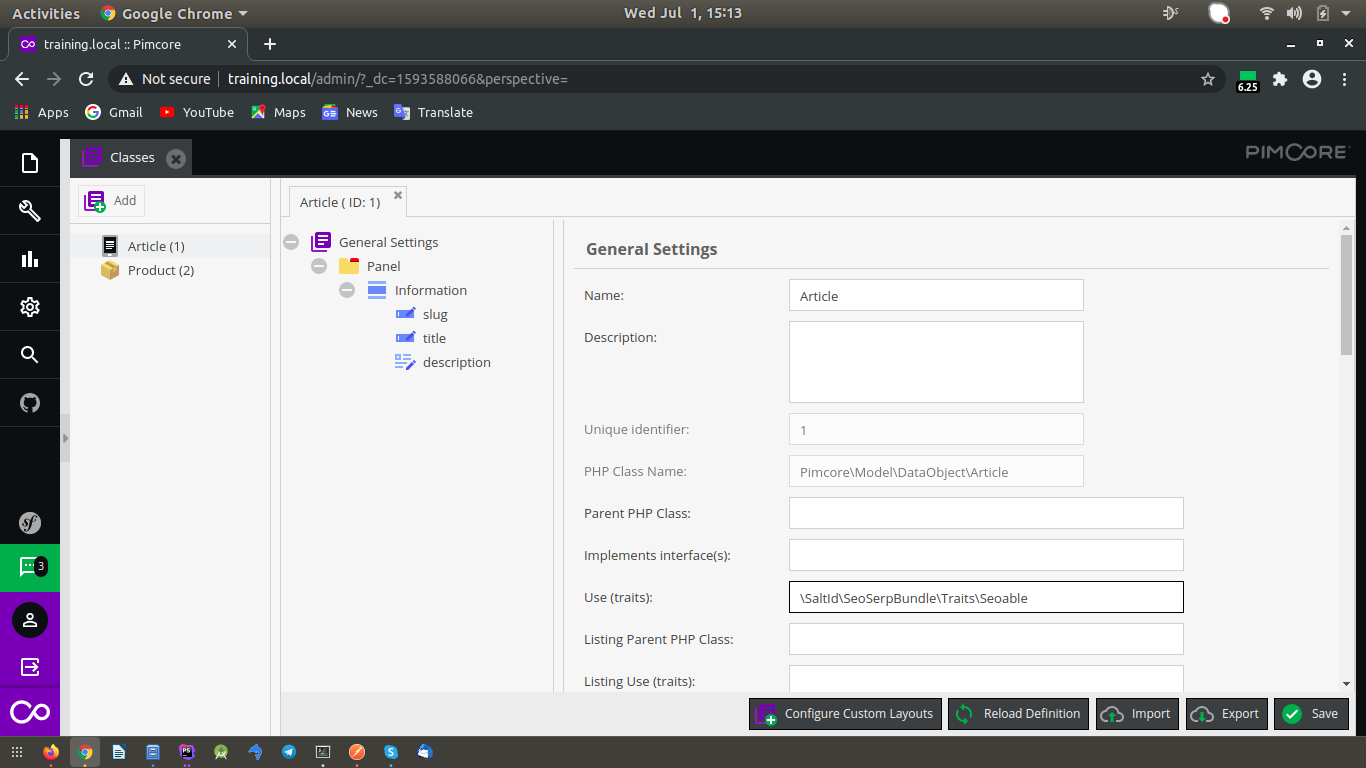 Activities Google Chrome Wed Jul 1, 15:13
training.local :: Pimcore
Not secure training.local/admin/?_dc=1593588066&perspective= 6.25
Apps Gmail YouTube Maps News Translate
Classes PIMCORE
Add
Article ( ID: 1)
Article (1)
Product (2)
General Settings
Panel
Information
slug
title
description
General Settings
Name: Article
Description:
Unique identifier: 1
PHP Class Name: Pimcore\Model\DataObject\Article
Parent PHP Class:
Implements interface(s):
Use (traits): \SaltId\SeoSerpBundle\Traits\Seoable
Listing Parent PHP Class:
Listing Use (traits):
3
Configure Custom Layouts Reload Definition Import Export Save